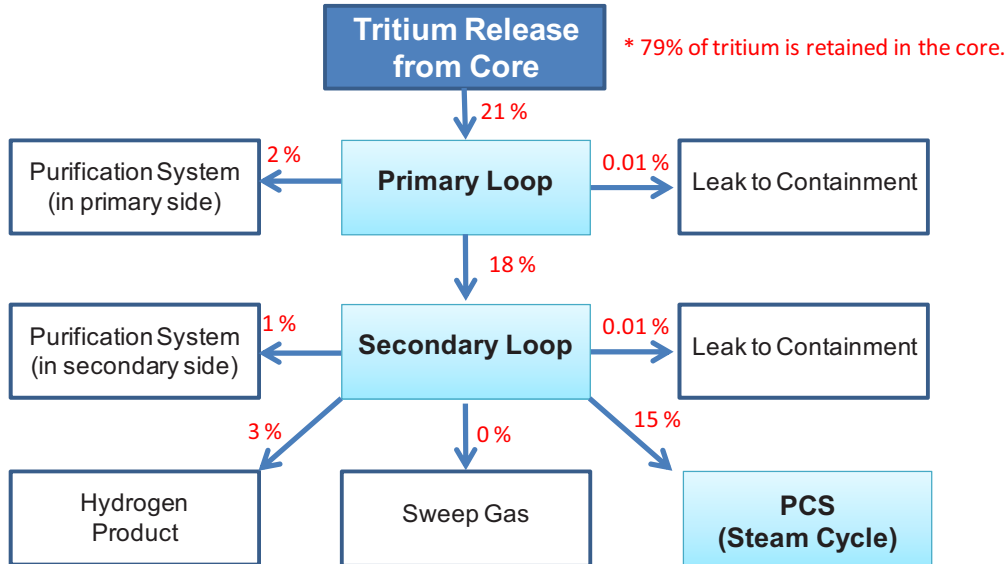 Tritium Release
from Core
* 79% of tritium is retained in the core.
21 %
2 %
0.01 %
Purification System
(in primary side)
Primary Loop
Leak to Containment
18 %
1 %
0.01 %
Purification System
(in secondary side)
Secondary Loop
Leak to Containment
3 %
0 %
15 %
Hydrogen
Product
Sweep Gas
PCS
(Steam Cycle)